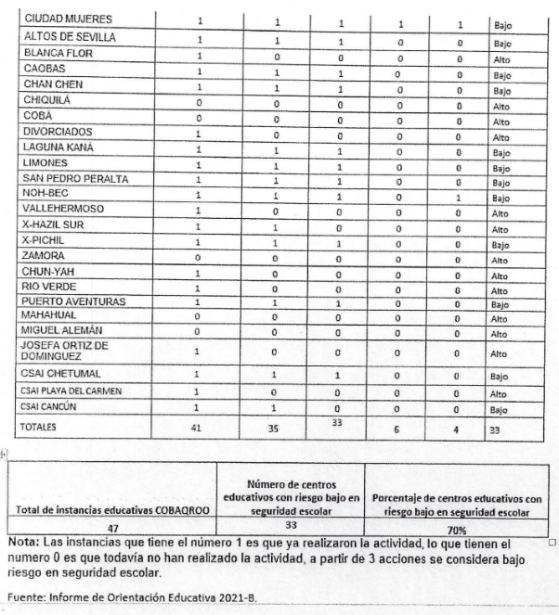 CIUDAD MUJERES 1 1 1 1 1 Bajo
ALTOS DE SEVILLA 1 1 1 0 0 Bajo
BLANCA FLOR 1 0 0 0 0 Alto
CAOBAS 1 1 1 0 0 Bajo
CHAN CHEN 1 1 1 0 0 Bajo
CHIQUILÁ 0 0 0 0 0 Alto
COBÁ 0 0 0 0 0 Alto
DIVORCIADOS 1 0 0 0 0 Alto
LAGUNA KANÁ 1 1 1 0 0 Bajo
LIMONES 1 1 1 0 0 Bajo
SAN PEDRO PERALTA 1 1 1 0 0 Bajo
NOH-BEC 1 1 1 0 1 Bajo
VALLEHERMOSO 1 0 0 0 0 Alto
X-HAZIL SUR 1 1 0 0 0 Alto
X-PICHIL 1 1 1 0 0 Bajo
ZAMORA 0 0 0 0 0 Alto
CHUN-YAH 1 0 0 0 0 Alto
RIO VERDE 1 0 0 0 0 Alto
PUERTO AVENTURAS 1 1 1 0 0 Bajo
MAHAHUAL 0 0 0 0 0 Alto
MIGUEL ALEMÁN 0 0 0 0 0 Alto
JOSEFA ORTIZ DE
DOMINGUEZ 1 0 0 0 0 Alto
CSAI CHETUMAL 1 1 1 0 0 Bajo
CSAI PLAYA DEL CARMEN 1 0 0 0 0 Alto
CSAI CANCÚN 1 1 0 0 0 Bajo
TOTALES 41 35 33 6 4 33
Total de instancias educativas COBAQROO
Número de centros
educativos con riesgo bajo en
seguridad escolar
Porcentaje de centros educativos con
riesgo bajo en seguridad escolar
47 33 70%
Nota: Las instancias que tiene el número 1 es que ya realizaron la actividad, lo que tienen el
numero 0 es que todavía no han realizado la actividad, a partir de 3 acciones se considera bajo
riesgo en seguridad escolar.
Fuente: Informe de Orientación Educativa 2021-B.